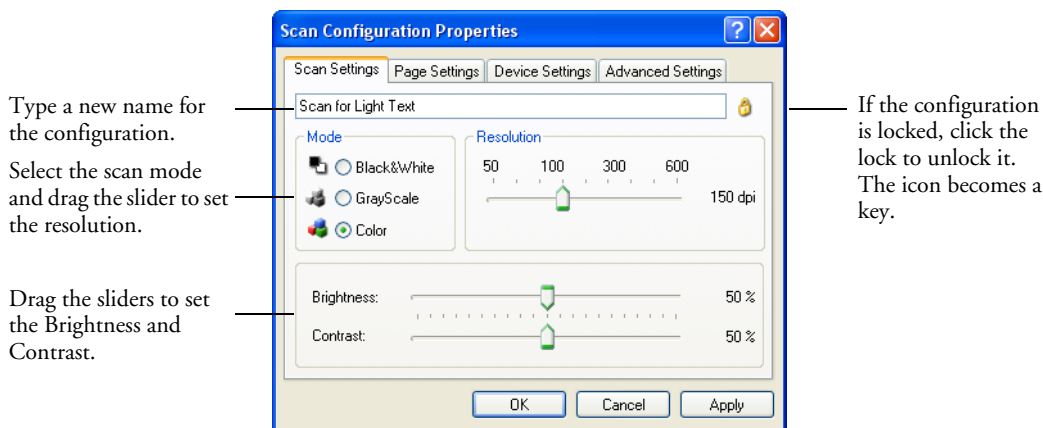 Scan Configuration Properties
Scan Settings Page Settings Device Settings Advanced Settings
Type a new name for
the configuration.
Scan for Light Text
If the configuration
is locked, click the
lock to unlock it.
The icon becomes a
key.
Select the scan mode
and drag the slider to set
the resolution.
Mode
Black&White
GrayScale
Color
Resolution
50 100 300 600
150 dpi
Drag the sliders to set
the Brightness and
Contrast.
Brightness: 50 %
Contrast: 50 %
OK Cancel Apply